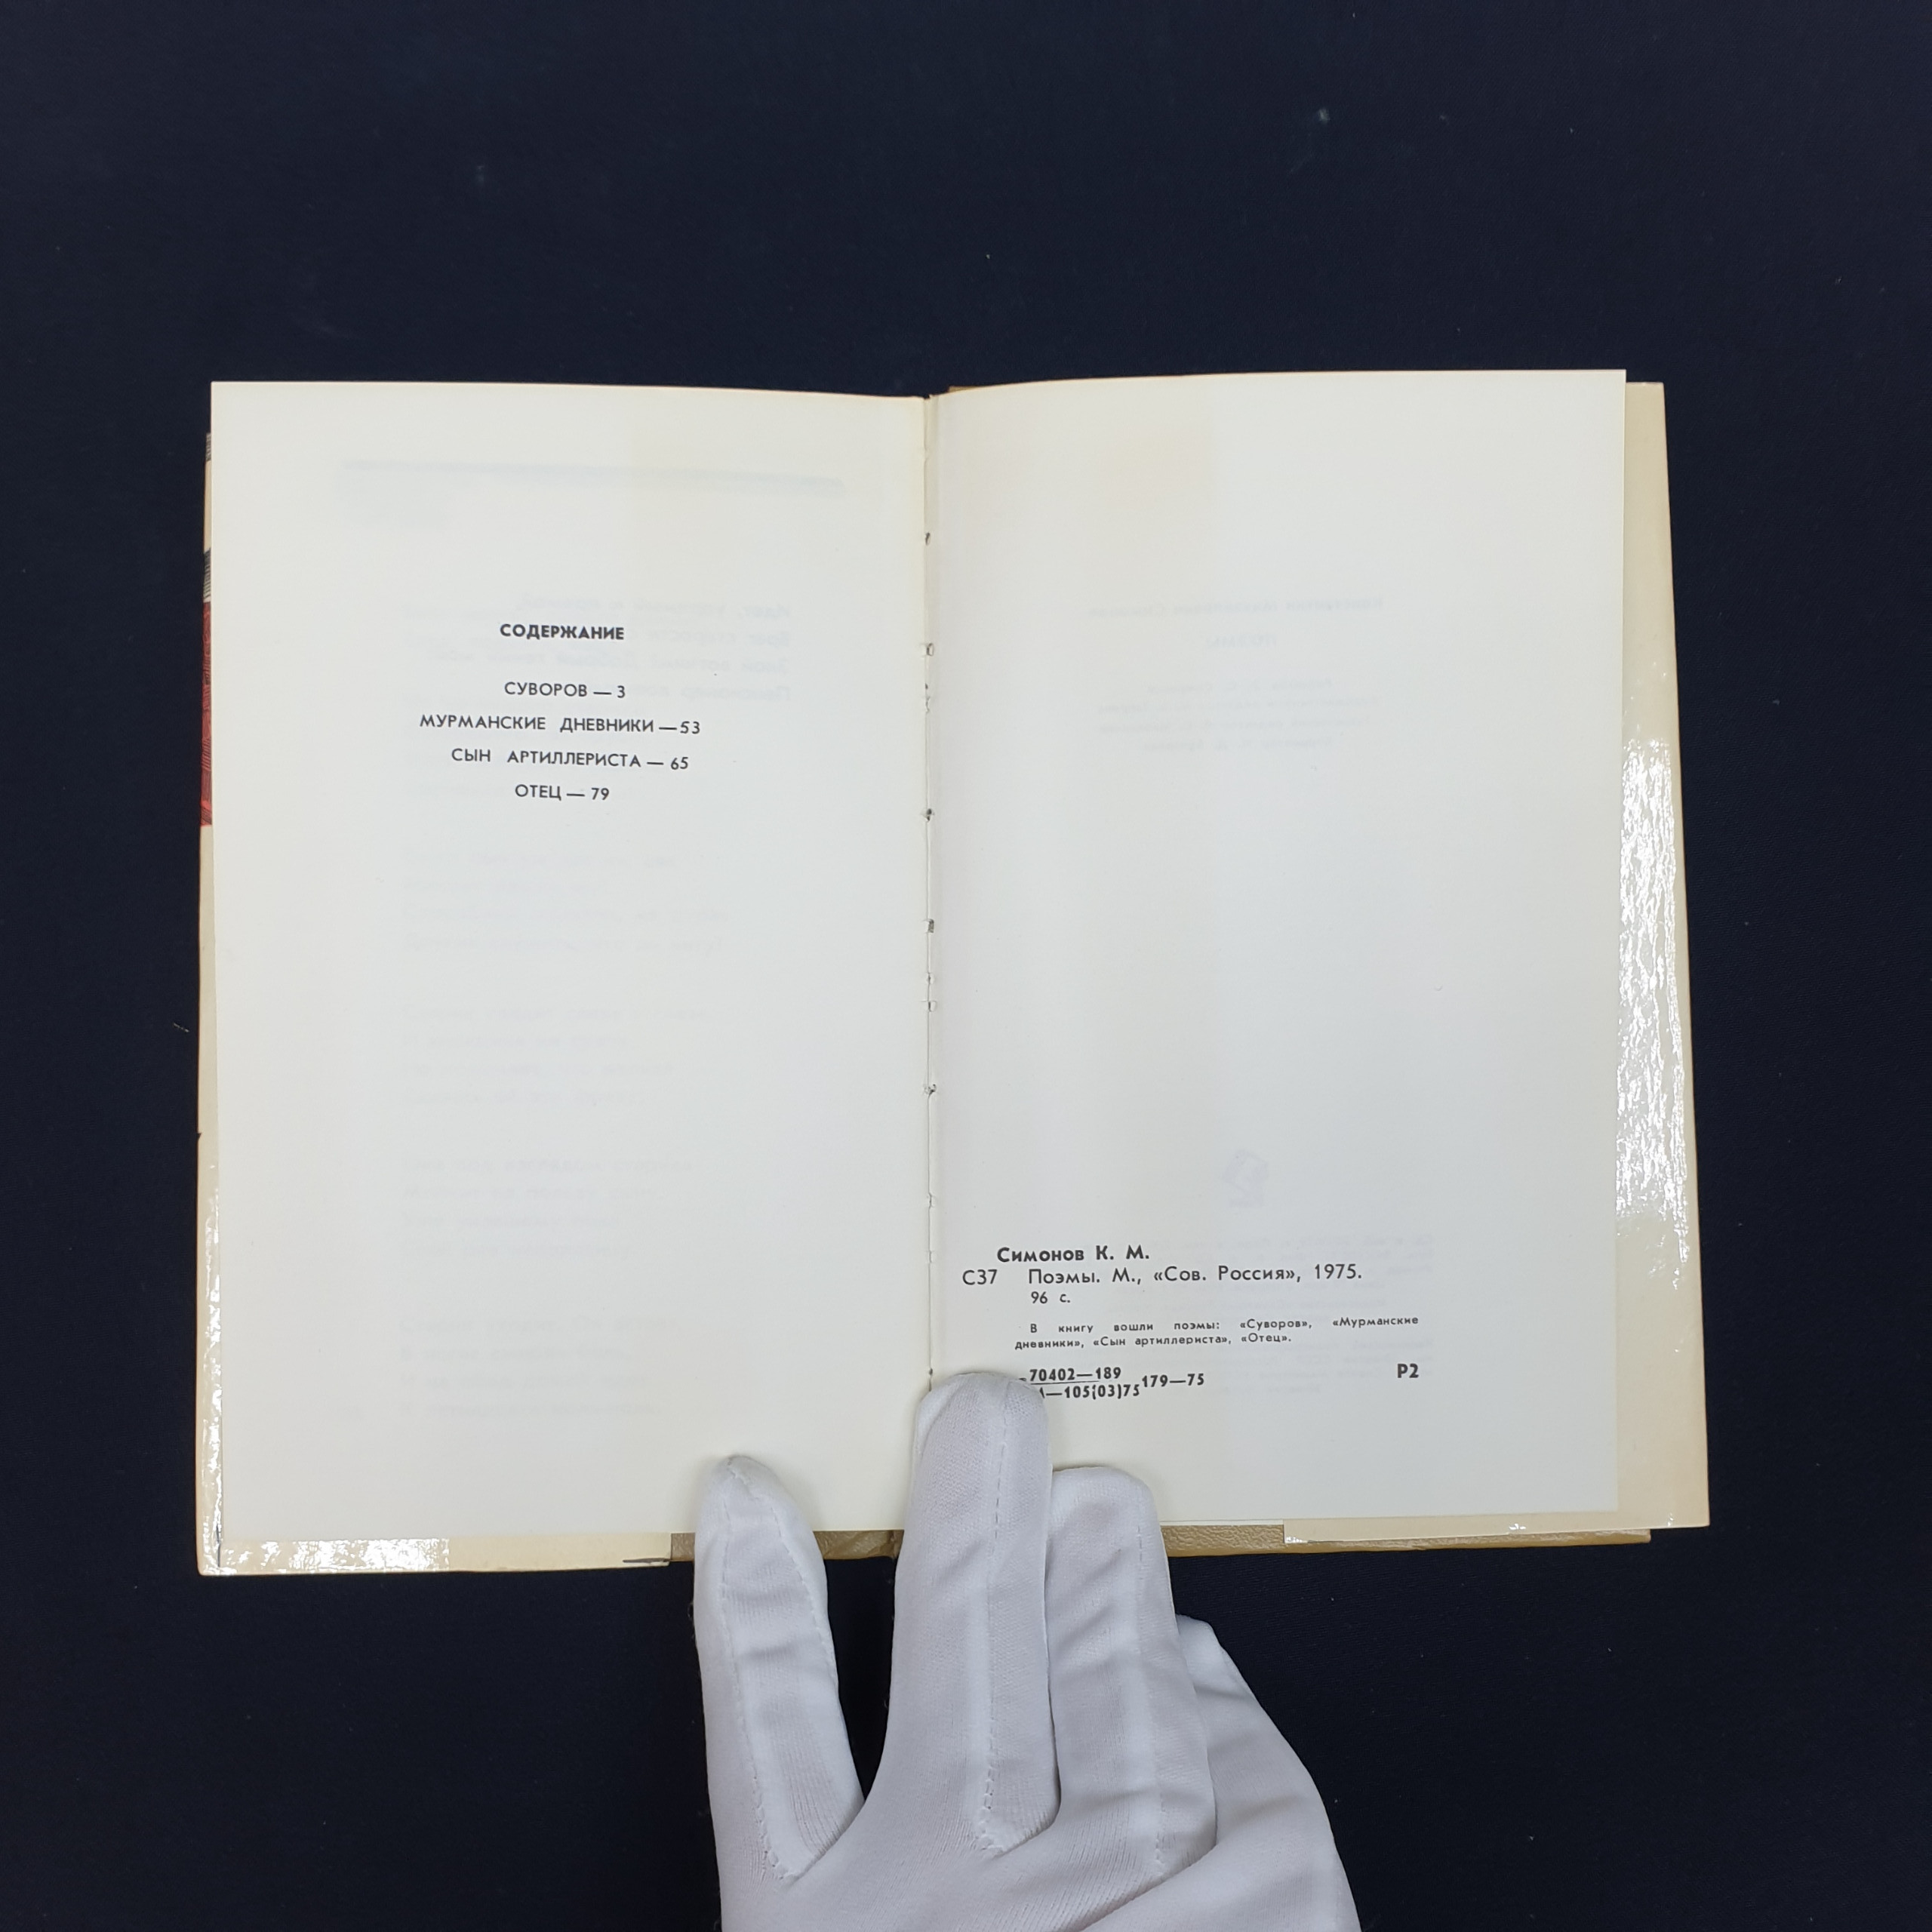 СОДЕРЖАНИЕ
СУВОРОВ — 3
МУРМАНСКИЕ ДНЕВНИКИ — 53
СЫН АРТИЛЛЕРИСТА — 65
ОТЕЦ — 79
Симонов К. М.
С37 Поэмы. М., «Сов. Россия», 1975.
96 с.
В книгу вошли поэмы: «Суворов», «Мурманские
дневники», «Сын артиллериста», «Отец».
70402—189
—105(03)75 179—75
Р2